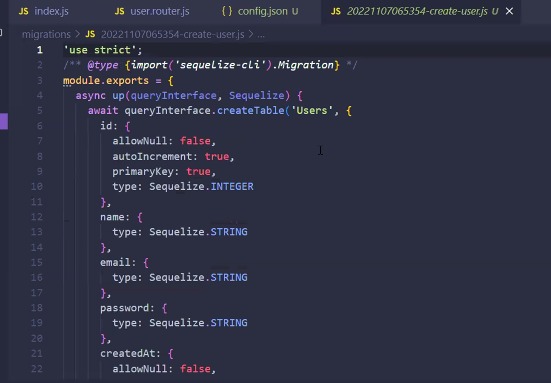 JS index.js JS user.router.js {} config.json U JS 20221107065354-create-user.js U ×
migrations > JS 20221107065354-create-user.js > ...
1 'use strict';
2 /** @type {import('sequelize-cli').Migration} */
3 module.exports = {
4 async up(queryInterface, Sequelize) {
5 await queryInterface.createTable('Users', {
6 id: {
7 allowNull: false,
8 autoIncrement: true,
9 primaryKey: true,
10 type: Sequelize.INTEGER
11 },
12 name: {
13 type: Sequelize.STRING
14 },
15 email: {
16 type: Sequelize.STRING
17 },
18 password: {
19 type: Sequelize.STRING
20 },
21 createdAt: {
22 allowNull: false,